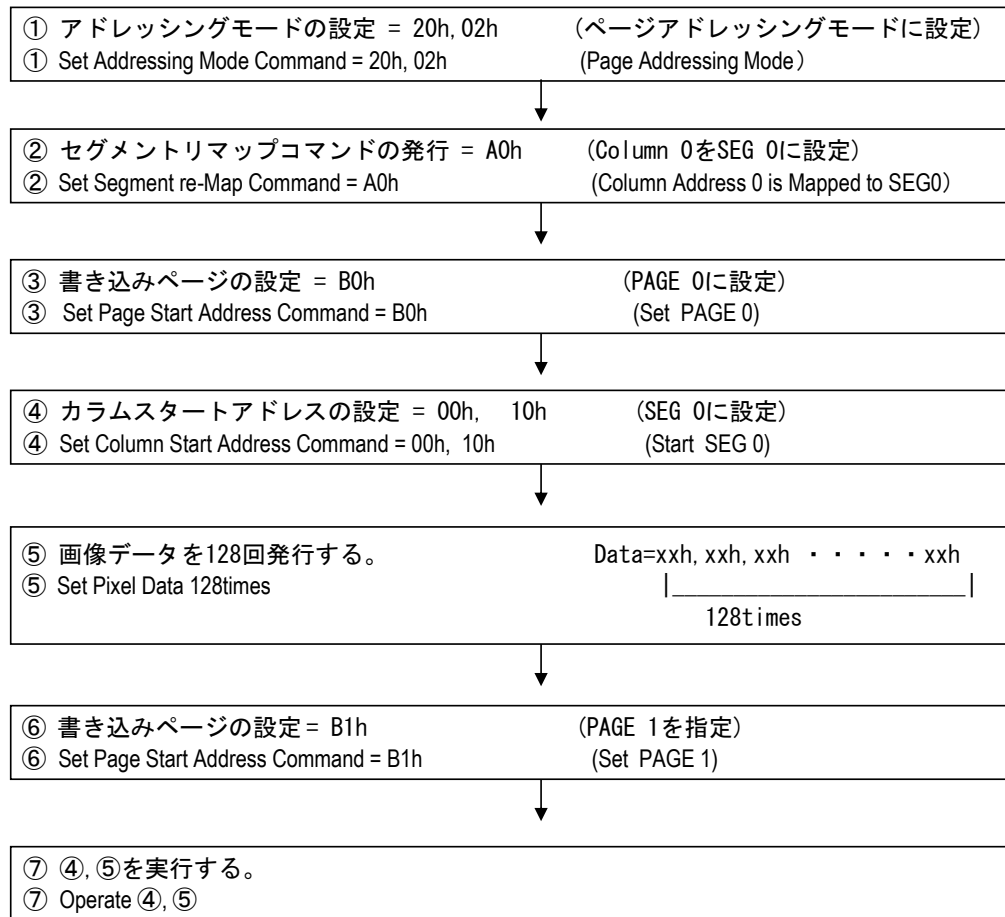 ① アドレッシングモードの設定 = 20h, 02h (ページアドレッシングモードに設定)
① Set Addressing Mode Command = 20h, 02h (Page Addressing Mode)
② セグメントリマップコマンドの発行 = A0h (Column 0をSEG 0に設定)
② Set Segment re-Map Command = A0h (Column Address 0 is Mapped to SEG0)
③ 書き込みページの設定 = B0h (PAGE 0に設定)
③ Set Page Start Address Command = B0h (Set PAGE 0)
④ カラムスタートアドレスの設定 = 00h, 10h (SEG 0に設定)
④ Set Column Start Address Command = 00h, 10h (Start SEG 0)
⑤ 画像データを128回発行する。 Data=xxh, xxh, xxh ・・・・・xxh
⑤ Set Pixel Data 128times |________________________|
128times
⑥ 書き込みページの設定= B1h (PAGE 1を指定)
⑥ Set Page Start Address Command = B1h (Set PAGE 1)
⑦ ④, ⑤を実行する。
⑦ Operate ④, ⑤